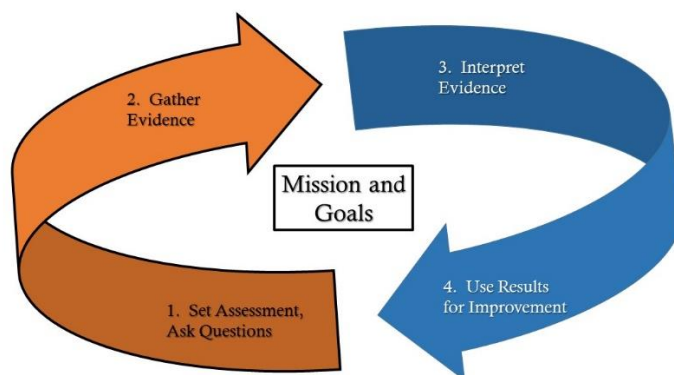 1. Set Assessment,
Ask Questions
2. Gather
Evidence
3. Interpret
Evidence
4. Use Results
for Improvement
Mission and
Goals